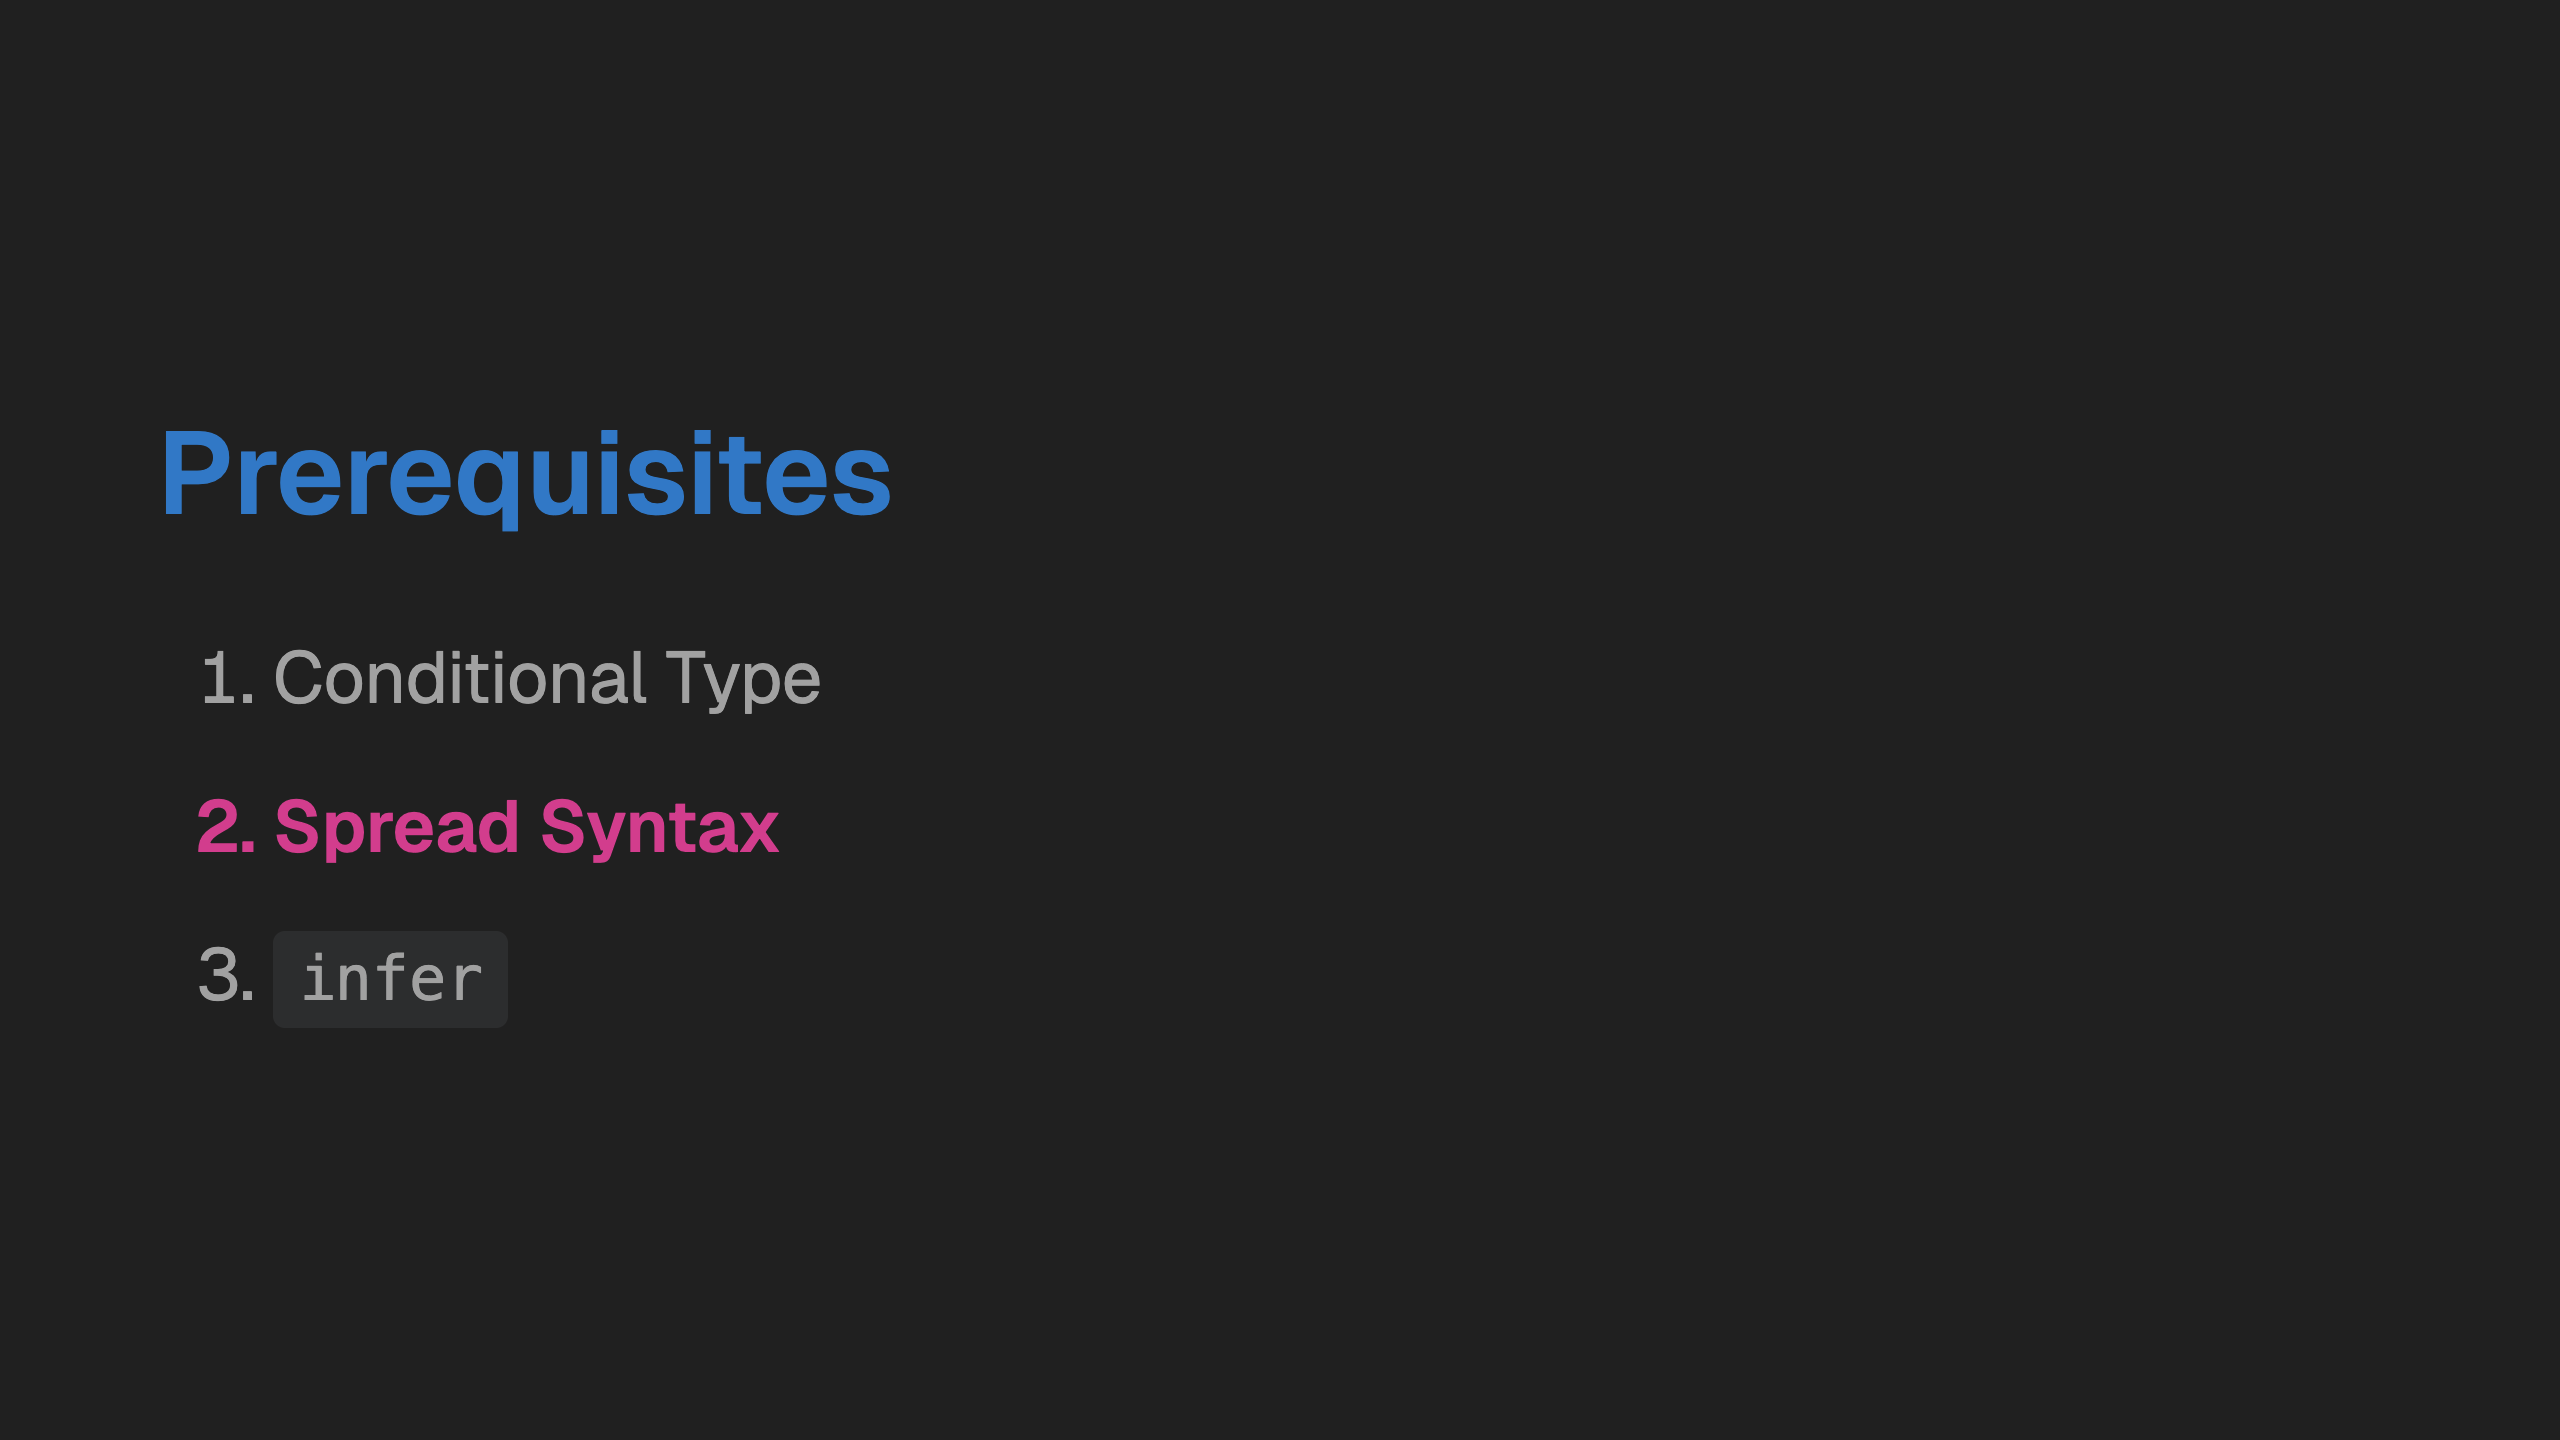 Prerequisites
1. Conditional Type
2. Spread Syntax
3. infer